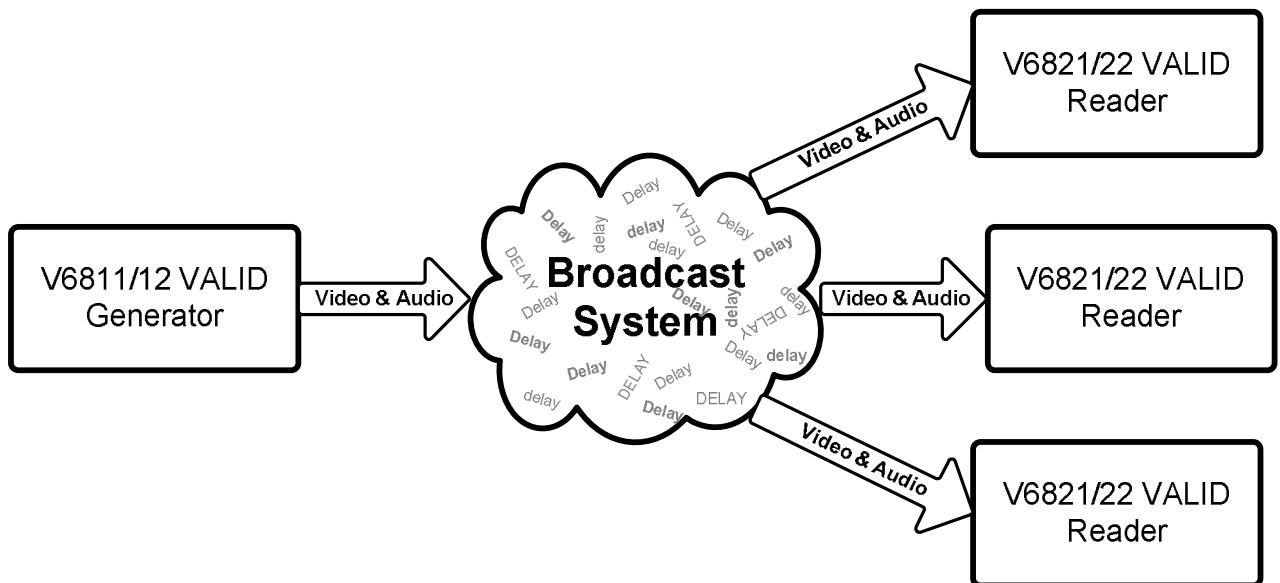 V6811/12 VALID
Generator
Video & Audio
Delay
Delay
delay
delay
delay
DELAY
Delay
Delay
DELAY
Broadcast
System
Delay
Delay
delay
delay
DELAY
Delay
Delay
delay
Delay
DELAY
Delay
delay
Delay
DELAY
Video & Audio
V6821/22 VALID
Reader
Video & Audio
V6821/22 VALID
Reader
Video & Audio
V6821/22 VALID
Reader